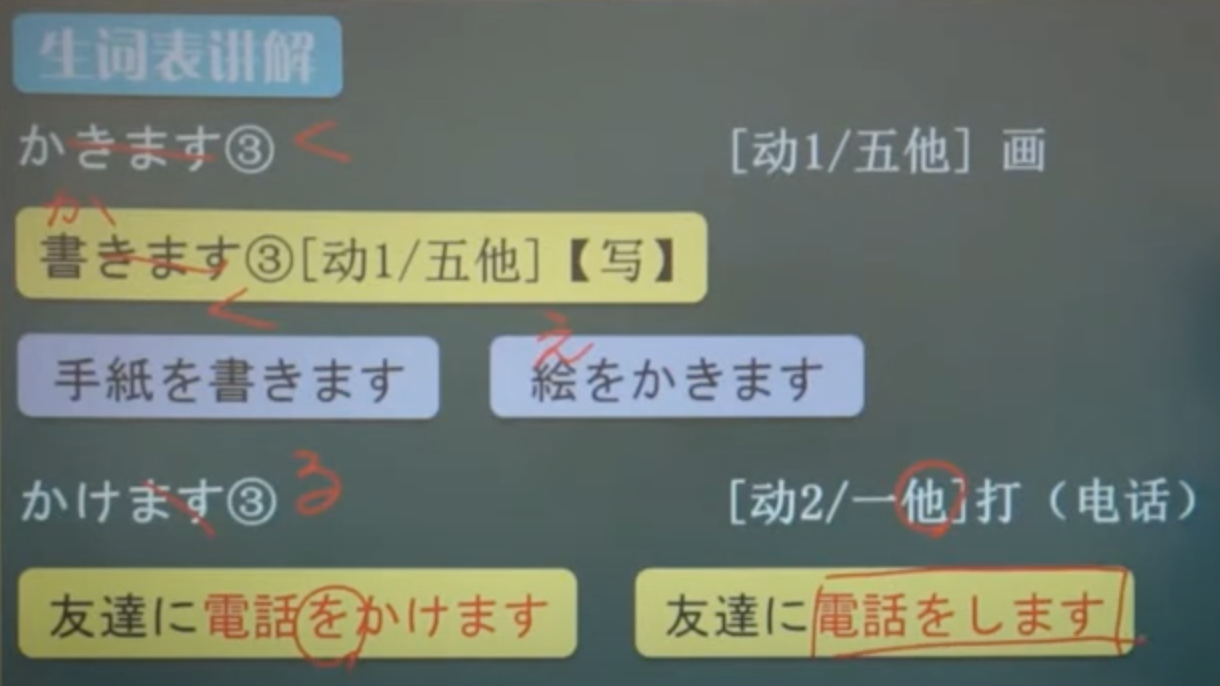 生词表讲解
かきます③ く [动1/五他] 画
か
書きます③[动1/五他]【写】
く
え
手紙を書きます 絵をかきます
かけます③ る [动2/一他]打（电话）
友達に電話をかけます 友達に電話をします